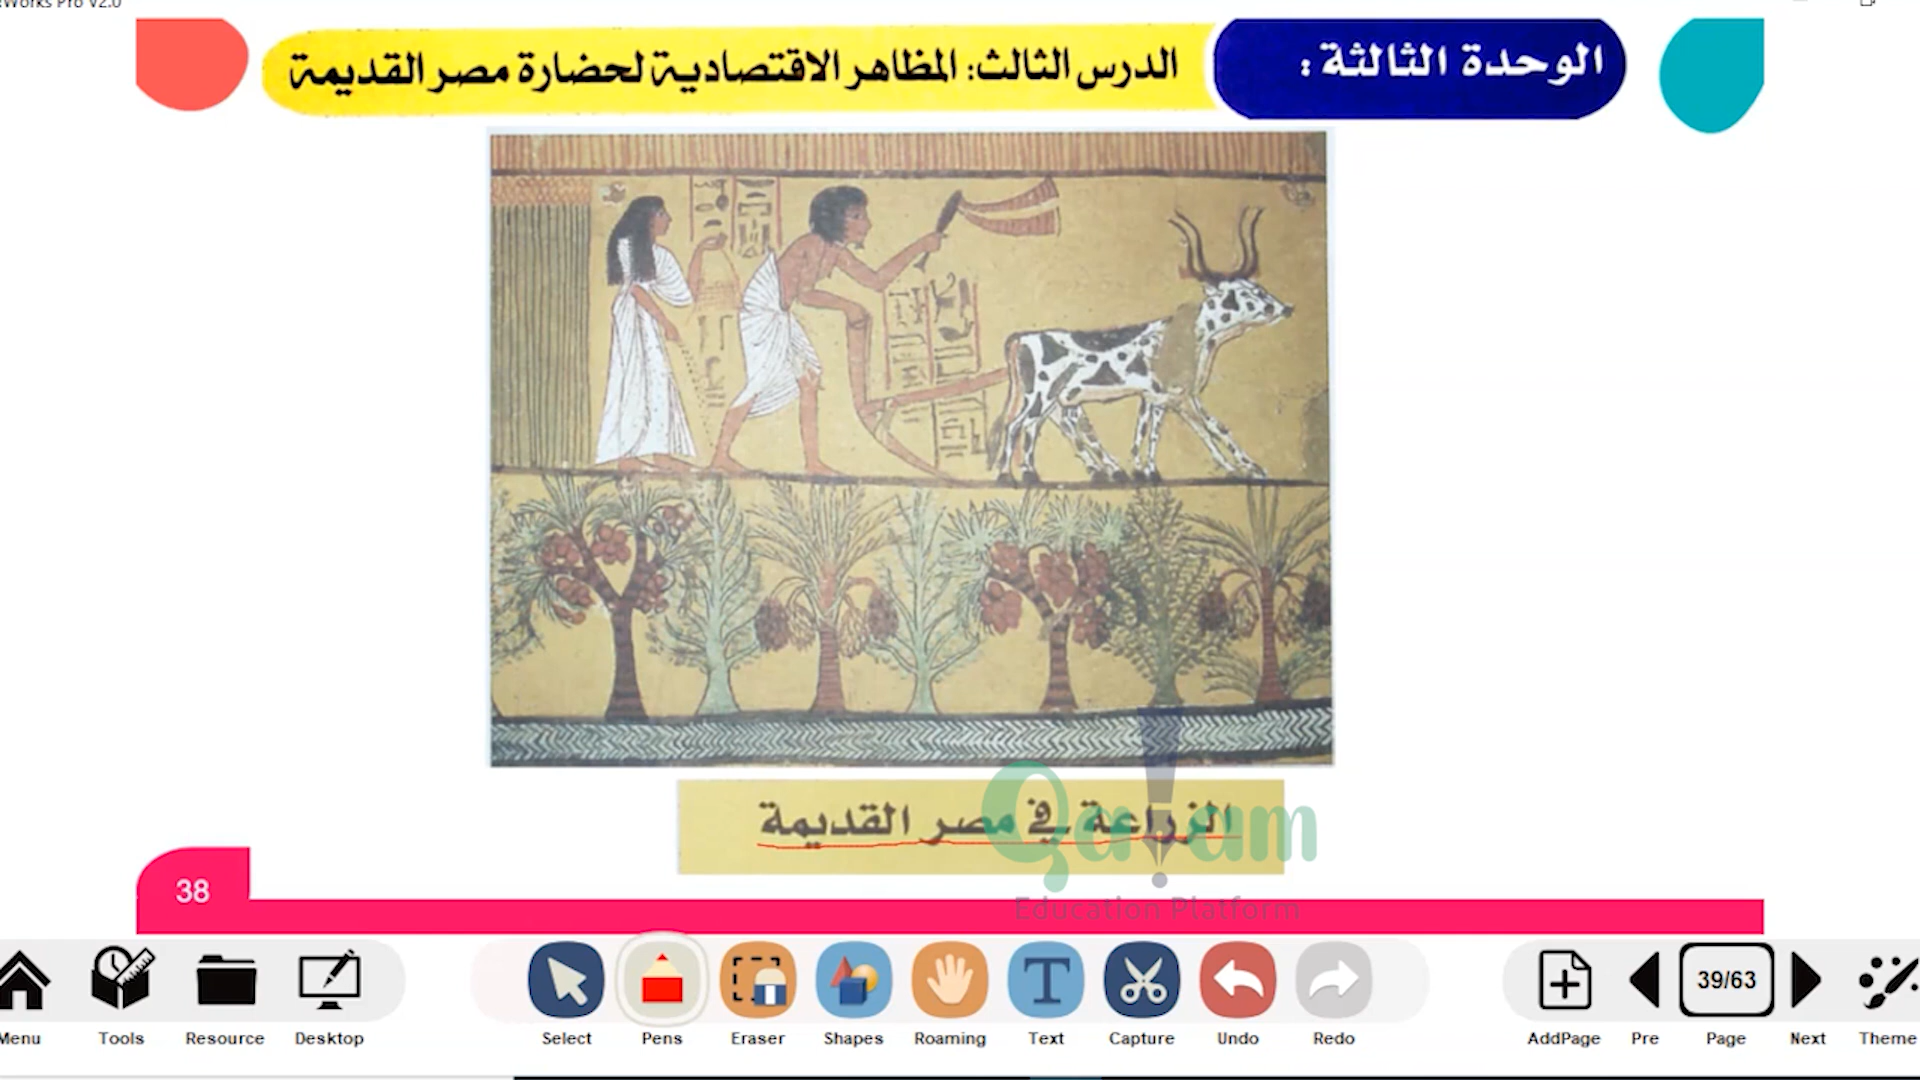 الوحدة الثالثة :
الدرس الثالث: المظاهر الاقتصادية لحضارة مصر القديمة
الزراعة في مصر القديمة
Qalam
Education Platform
38
Menu
Tools
Resource
Desktop
Select
Pens
Eraser
Shapes
Roaming
Text
Capture
Undo
Redo
AddPage
Pre
39/63
Page
Next
Theme